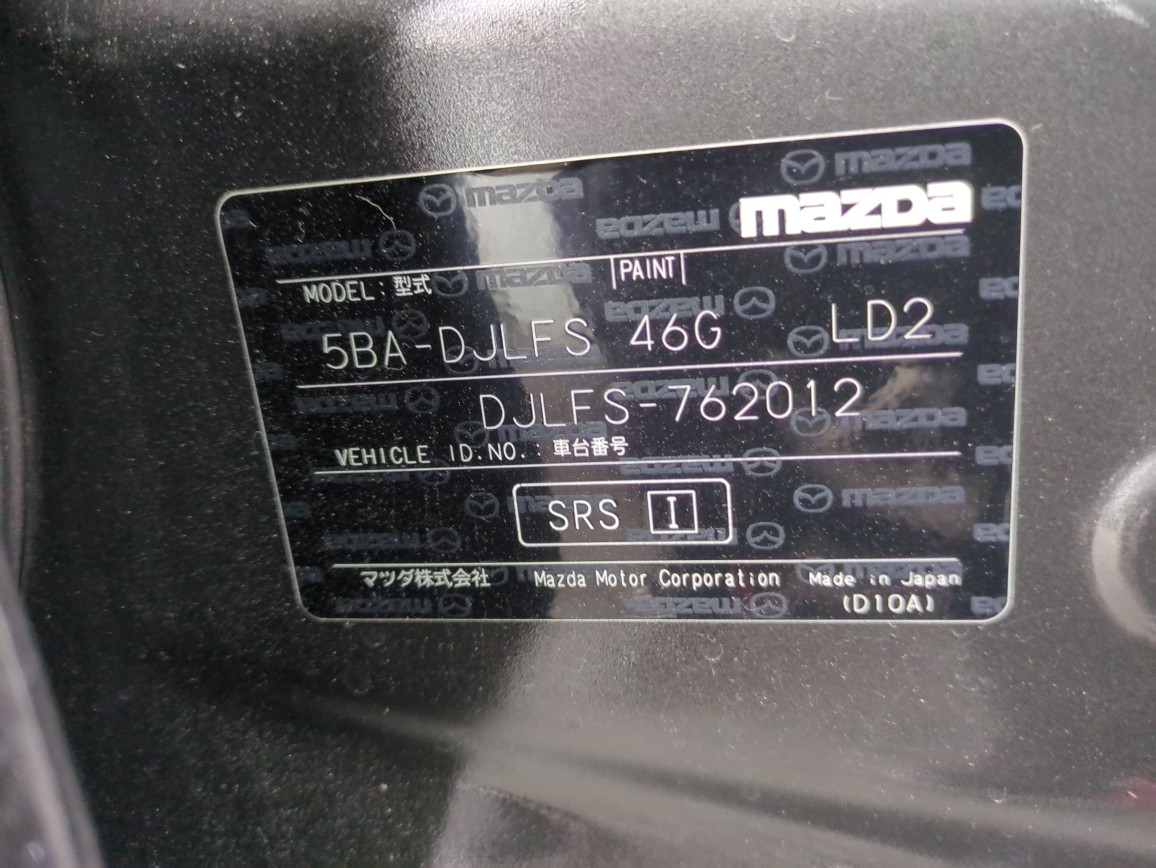 mazda
MODEL : 型式 PAINT
5BA-DJLFS 46G LD2
DJLFS-762012
VEHICLE ID.NO. : 車台番号
SRS I
マツダ株式会社 Mazda Motor Corporation Made in Japan
(D10A)